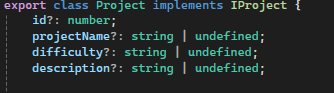 export class Project implements IProject {
id?: number;
projectName?: string | undefined;
difficulty?: string | undefined;
description?: string | undefined;